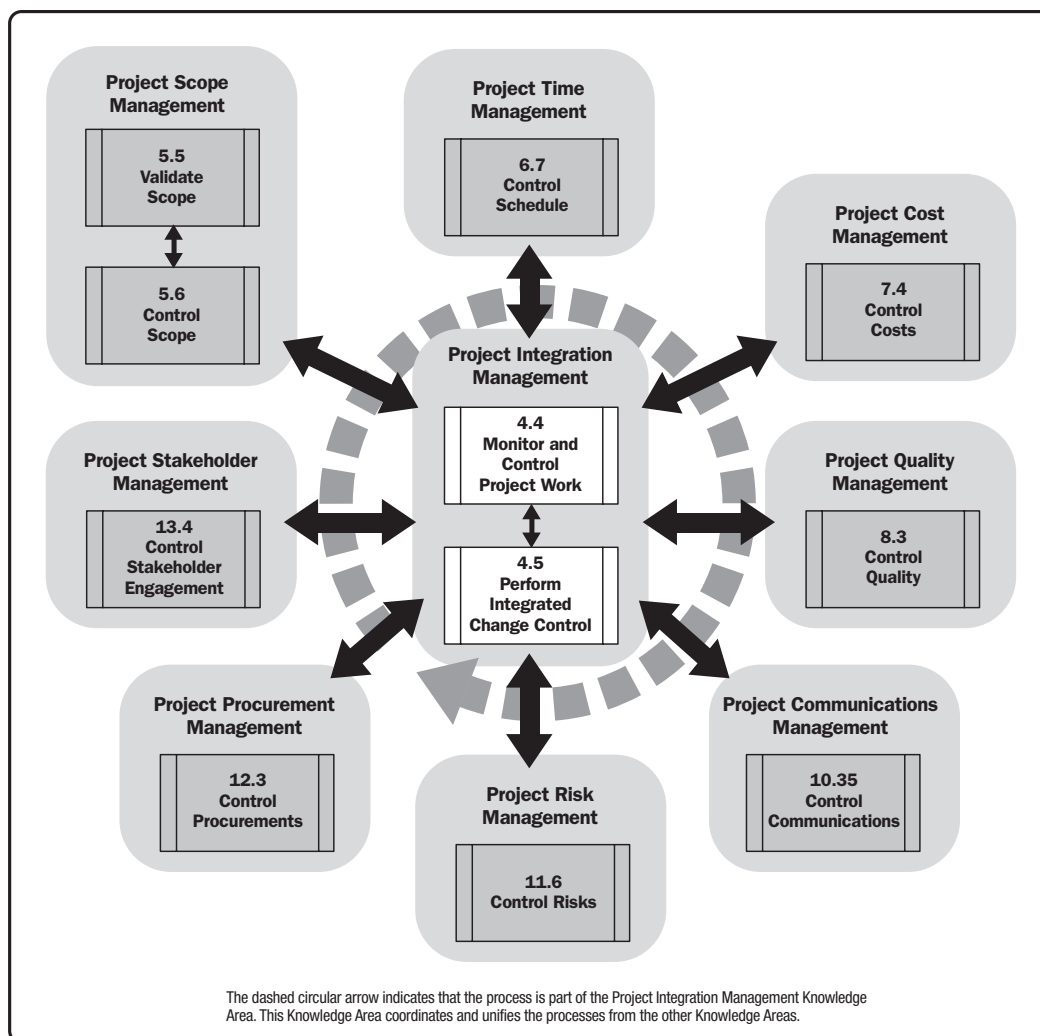 Project Scope
Management
5.5
Validate
Scope
5.6
Control
Scope
Project Time
Management
6.7
Control
Schedule
Project Cost
Management
7.4
Control
Costs
Project Integration
Management
4.4
Monitor and
Control
Project Work
4.5
Perform
Integrated
Change Control
Project Stakeholder
Management
13.4
Control
Stakeholder
Engagement
Project Quality
Management
8.3
Control
Quality
Project Procurement
Management
12.3
Control
Procurements
Project Risk
Management
11.6
Control Risks
Project Communications
Management
10.35
Control
Communications
The dashed circular arrow indicates that the process is part of the Project Integration Management Knowledge
Area. This Knowledge Area coordinates and unifies the processes from the other Knowledge Areas.